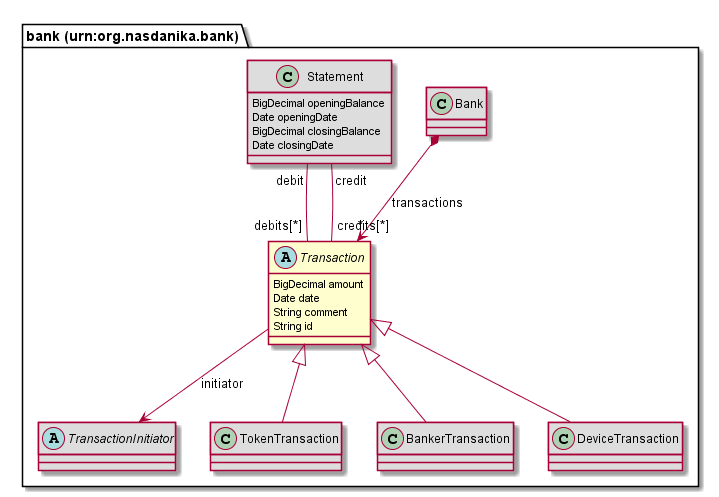 bank (urn:org.nasdanika.bank)
C Statement
BigDecimal openingBalance
Date openingDate
BigDecimal closingBalance
Date closingDate
C Bank
debit
credit
transactions
debits[*]
credits[*]
*
A Transaction
BigDecimal amount
Date date
String comment
String id
initiator
A TransactionInitiator
C TokenTransaction
C BankerTransaction
C DeviceTransaction